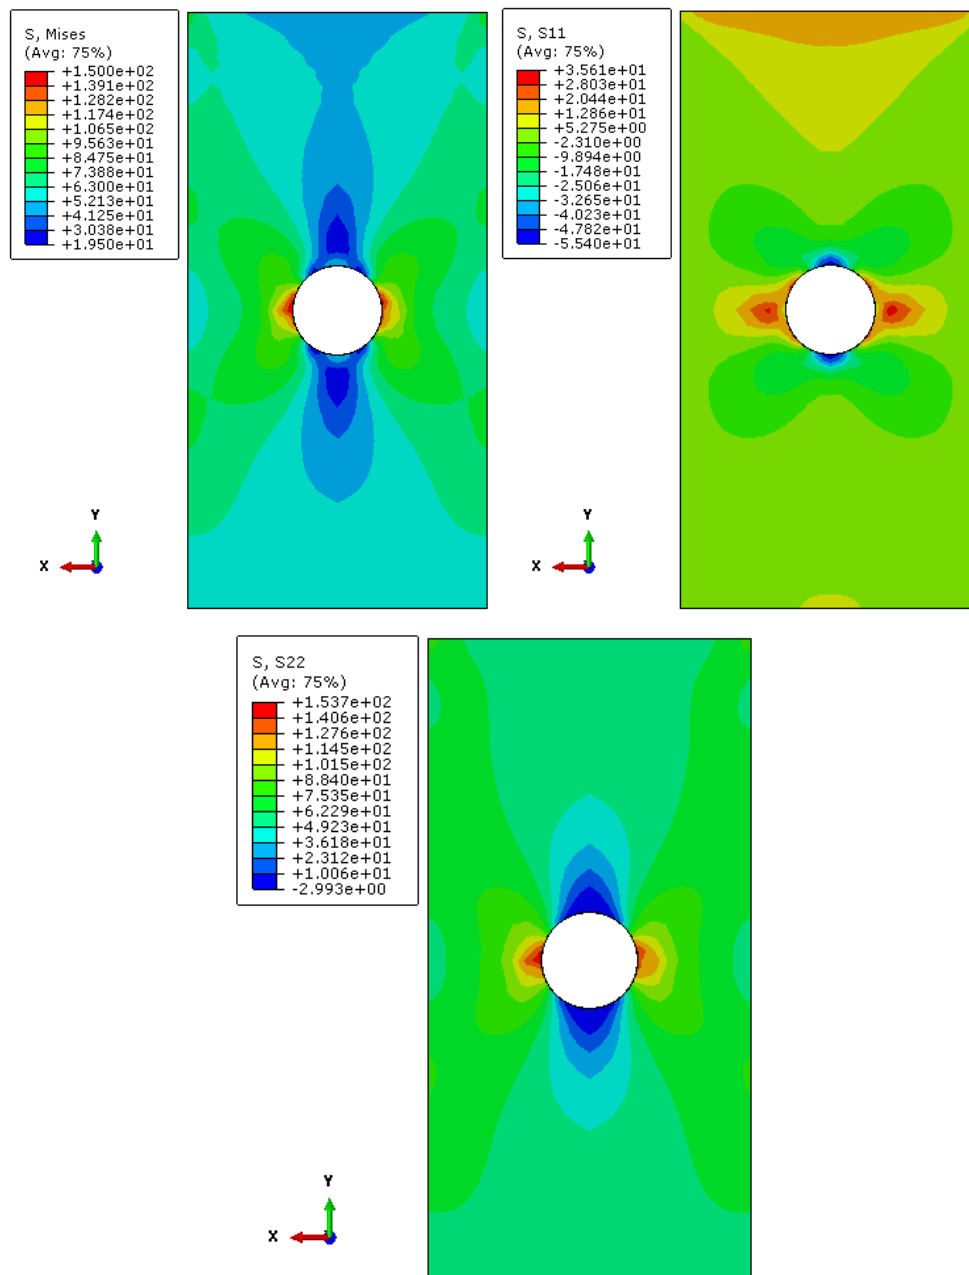 S, Mises
(Avg: 75%)
+1.500e+02
+1.391e+02
+1.282e+02
+1.174e+02
+1.065e+02
+9.563e+01
+8.475e+01
+7.388e+01
+6.300e+01
+5.213e+01
+4.125e+01
+3.038e+01
+1.950e+01
Y
X
S, S11
(Avg: 75%)
+3.561e+01
+2.803e+01
+2.044e+01
+1.286e+01
+5.275e+00
-2.310e+00
-9.894e+00
-1.748e+01
-2.506e+01
-3.265e+01
-4.023e+01
-4.782e+01
-5.540e+01
Y
X
S, S22
(Avg: 75%)
+1.537e+02
+1.406e+02
+1.276e+02
+1.145e+02
+1.015e+02
+8.840e+01
+7.535e+01
+6.229e+01
+4.923e+01
+3.618e+01
+2.312e+01
+1.006e+01
-2.993e+00
Y
X